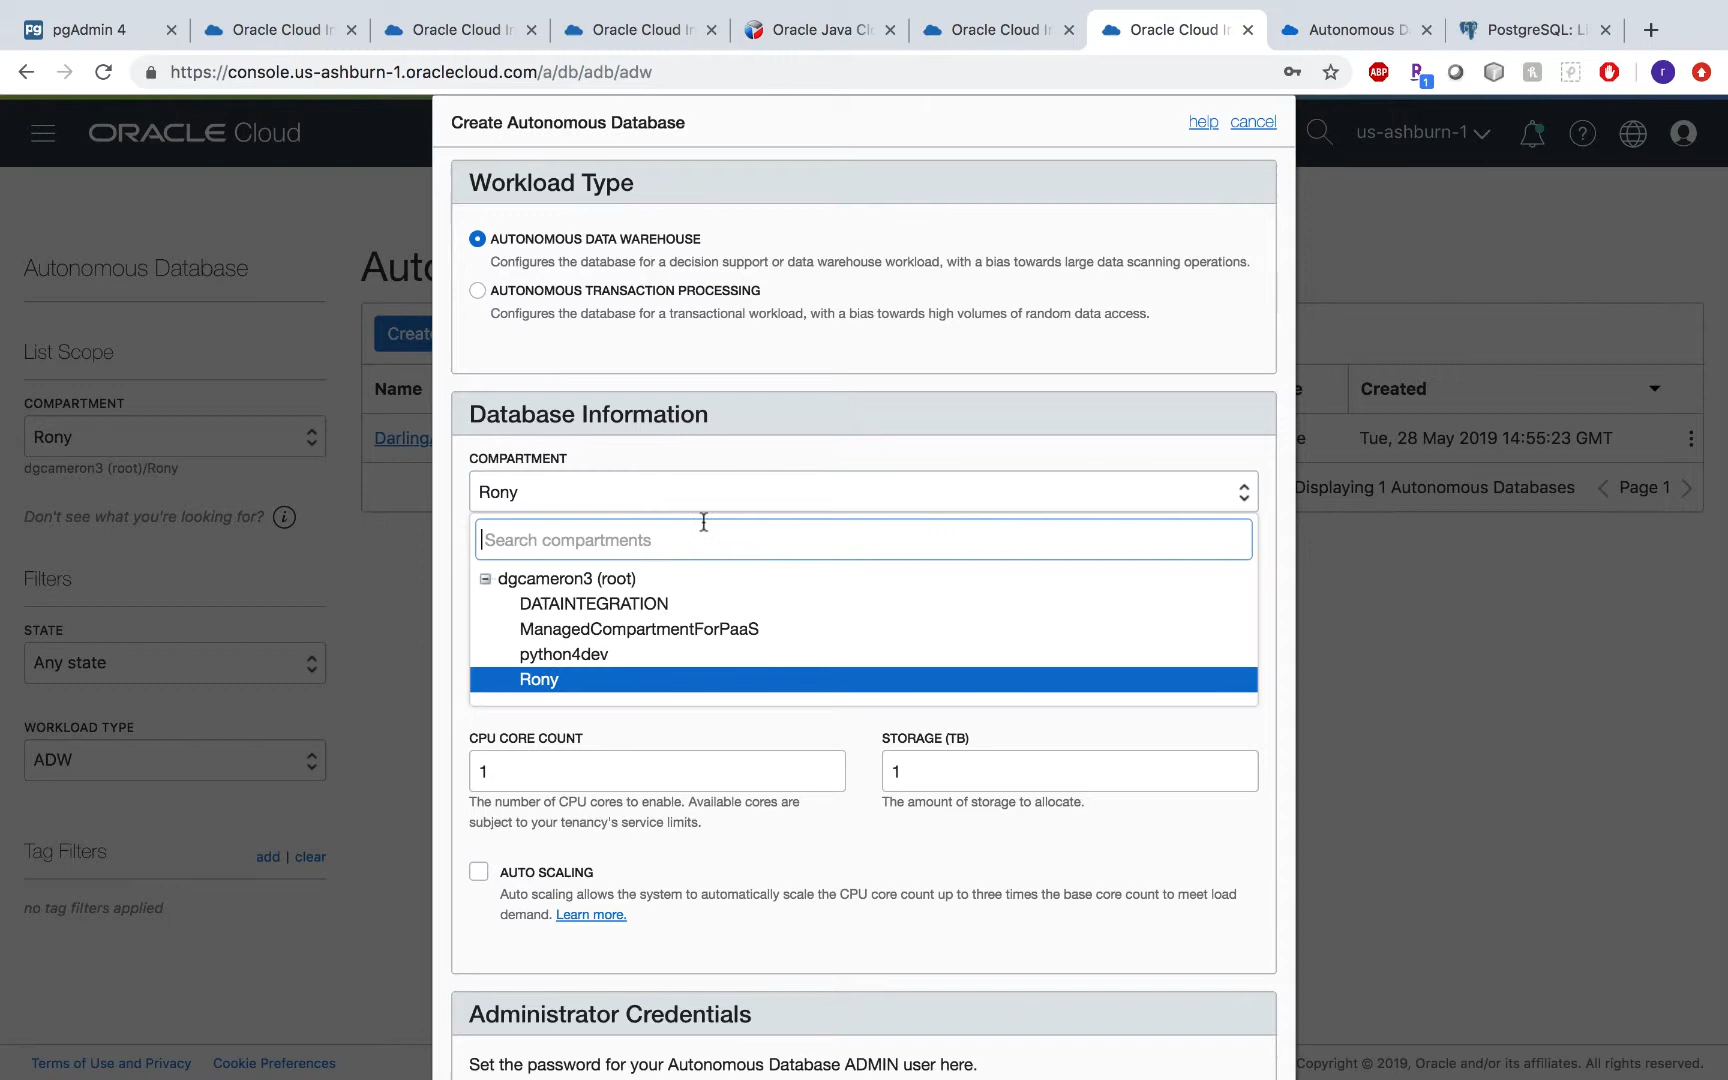 pgAdmin 4
Oracle Cloud I
Oracle Cloud I
Oracle Cloud I
Oracle Java Cl
Oracle Cloud I
Oracle Cloud I
Autonomous D
PostgreSQL: Li
https://console.us-ashburn-1.oraclecloud.com/a/db/adb/adw
ABP
1
r
ORACLE Cloud
us-ashburn-1
Create Autonomous Database
help
cancel
Workload Type
AUTONOMOUS DATA WAREHOUSE
Configures the database for a decision support or data warehouse workload, with a bias towards large data scanning operations.
AUTONOMOUS TRANSACTION PROCESSING
Configures the database for a transactional workload, with a bias towards high volumes of random data access.
Database Information
COMPARTMENT
Rony
Search compartments
dgcameron3 (root)
DATAINTEGRATION
ManagedCompartmentForPaaS
python4dev
Rony
CPU CORE COUNT
1
The number of CPU cores to enable. Available cores are
subject to your tenancy's service limits.
STORAGE (TB)
1
The amount of storage to allocate.
AUTO SCALING
Auto scaling allows the system to automatically scale the CPU core count up to three times the base core count to meet load
demand. Learn more.
Administrator Credentials
Set the password for your Autonomous Database ADMIN user here.
Autonomous Database
List Scope
COMPARTMENT
Rony
dgcameron3 (root)/Rony
Don't see what you're looking for?
Filters
STATE
Any state
WORKLOAD TYPE
ADW
Tag Filters
add | clear
no tag filters applied
Auto
Creat
Name
Darling
e
Created
e
Tue, 28 May 2019 14:55:23 GMT
Displaying 1 Autonomous Databases
Page 1
Terms of Use and Privacy
Cookie Preferences
Copyright © 2019, Oracle and/or its affiliates. All rights reserved.